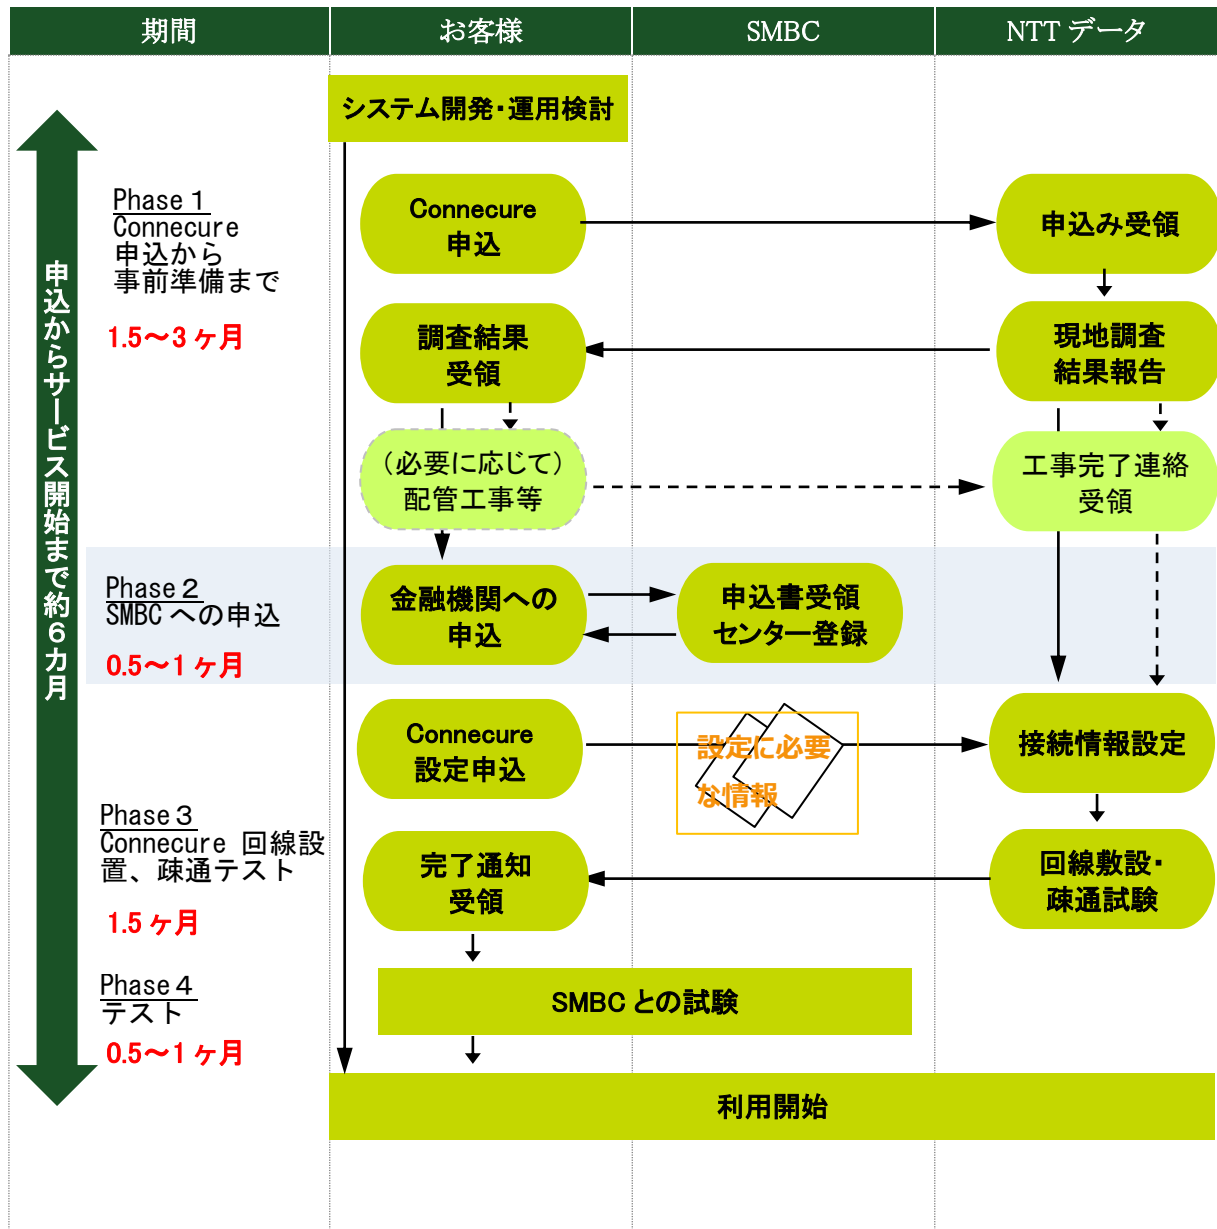 期間
お客様
SMBC
NTT データ
システム開発・運用検討
申込からサービス開始まで約６カ月
Phase１
Connecure
申込から
事前準備まで
1.5～3 ヶ月
Connecure
申込
申込み受領
調査結果
受領
現地調査
結果報告
（必要に応じて）
配管工事等
工事完了連絡
受領
Phase２
SMBC への申込
0.5～1 ヶ月
金融機関への
申込
申込書受領
センター登録
Connecure
設定申込
設定に必要
な情報
接続情報設定
Phase３
Connecure 回線設
置、疎通テスト
1.5 ヶ月
完了通知
受領
回線敷設・
疎通試験
Phase４
テスト
0.5～1 ヶ月
SMBC との試験
利用開始